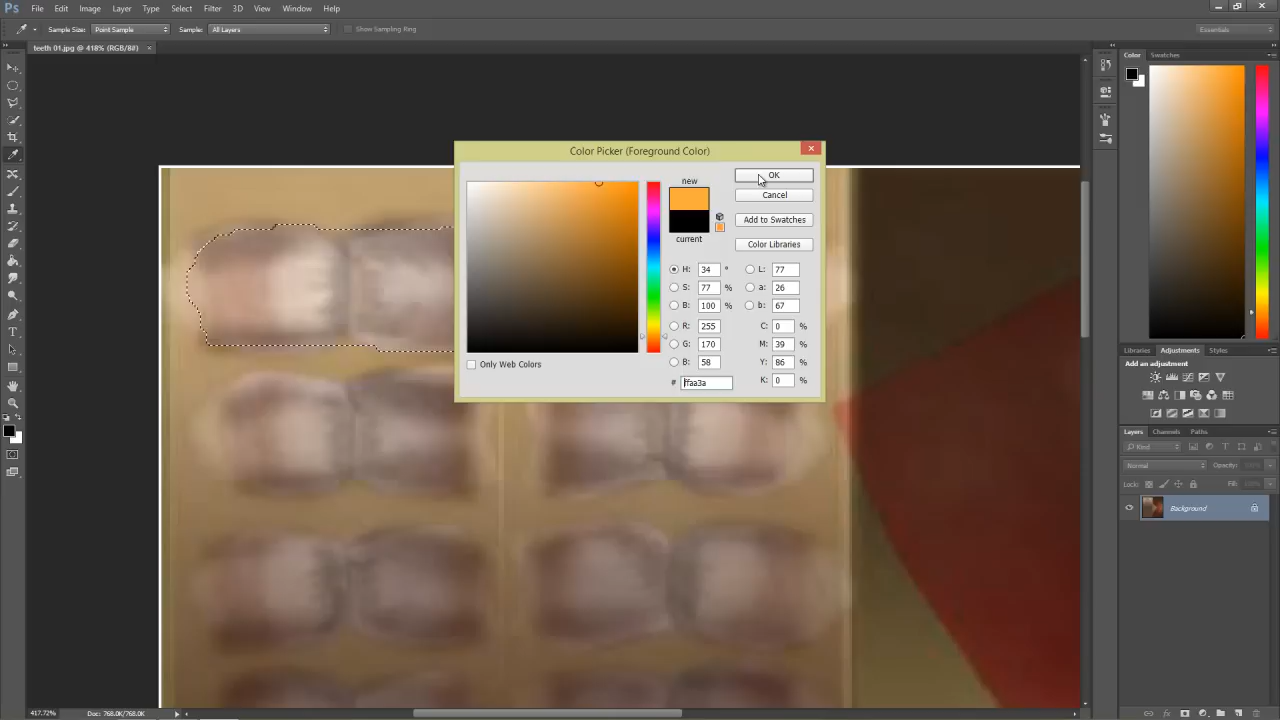 Ps File Edit Image Layer Type Select Filter 3D View Window Help
Sample Size: Point Sample Sample: All Layers Show Sampling Ring Essentials
teeth 01.jpg @ 418% (RGB/8#) ×
Color Swatches
Color Picker (Foreground Color)
new
current
OK
Cancel
Add to Swatches
Color Libraries
H: 34 ° L: 77
S: 77 % a: 26
B: 100 % b: 67
R: 255 C: 0 %
G: 170 M: 39 %
B: 58 Y: 86 %
# ffaa3a K: 0 %
Only Web Colors
Libraries Adjustments Styles
Add an adjustment
Layers Channels Paths
Kind
Normal Opacity:
Lock: Fill:
Background
417.72% Doc: 768.0K/768.0K